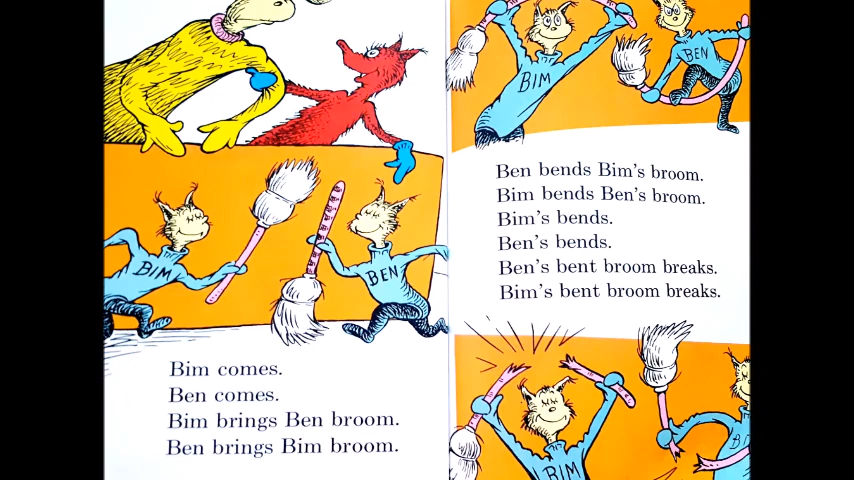 BIM
BEN
Bim comes.
Ben comes.
Bim brings Ben broom.
Ben brings Bim broom.
BIM
BEN
Ben bends Bim's broom.
Bim bends Ben's broom.
Bim's bends.
Ben's bends.
Ben's bent broom breaks.
Bim's bent broom breaks.
BIM